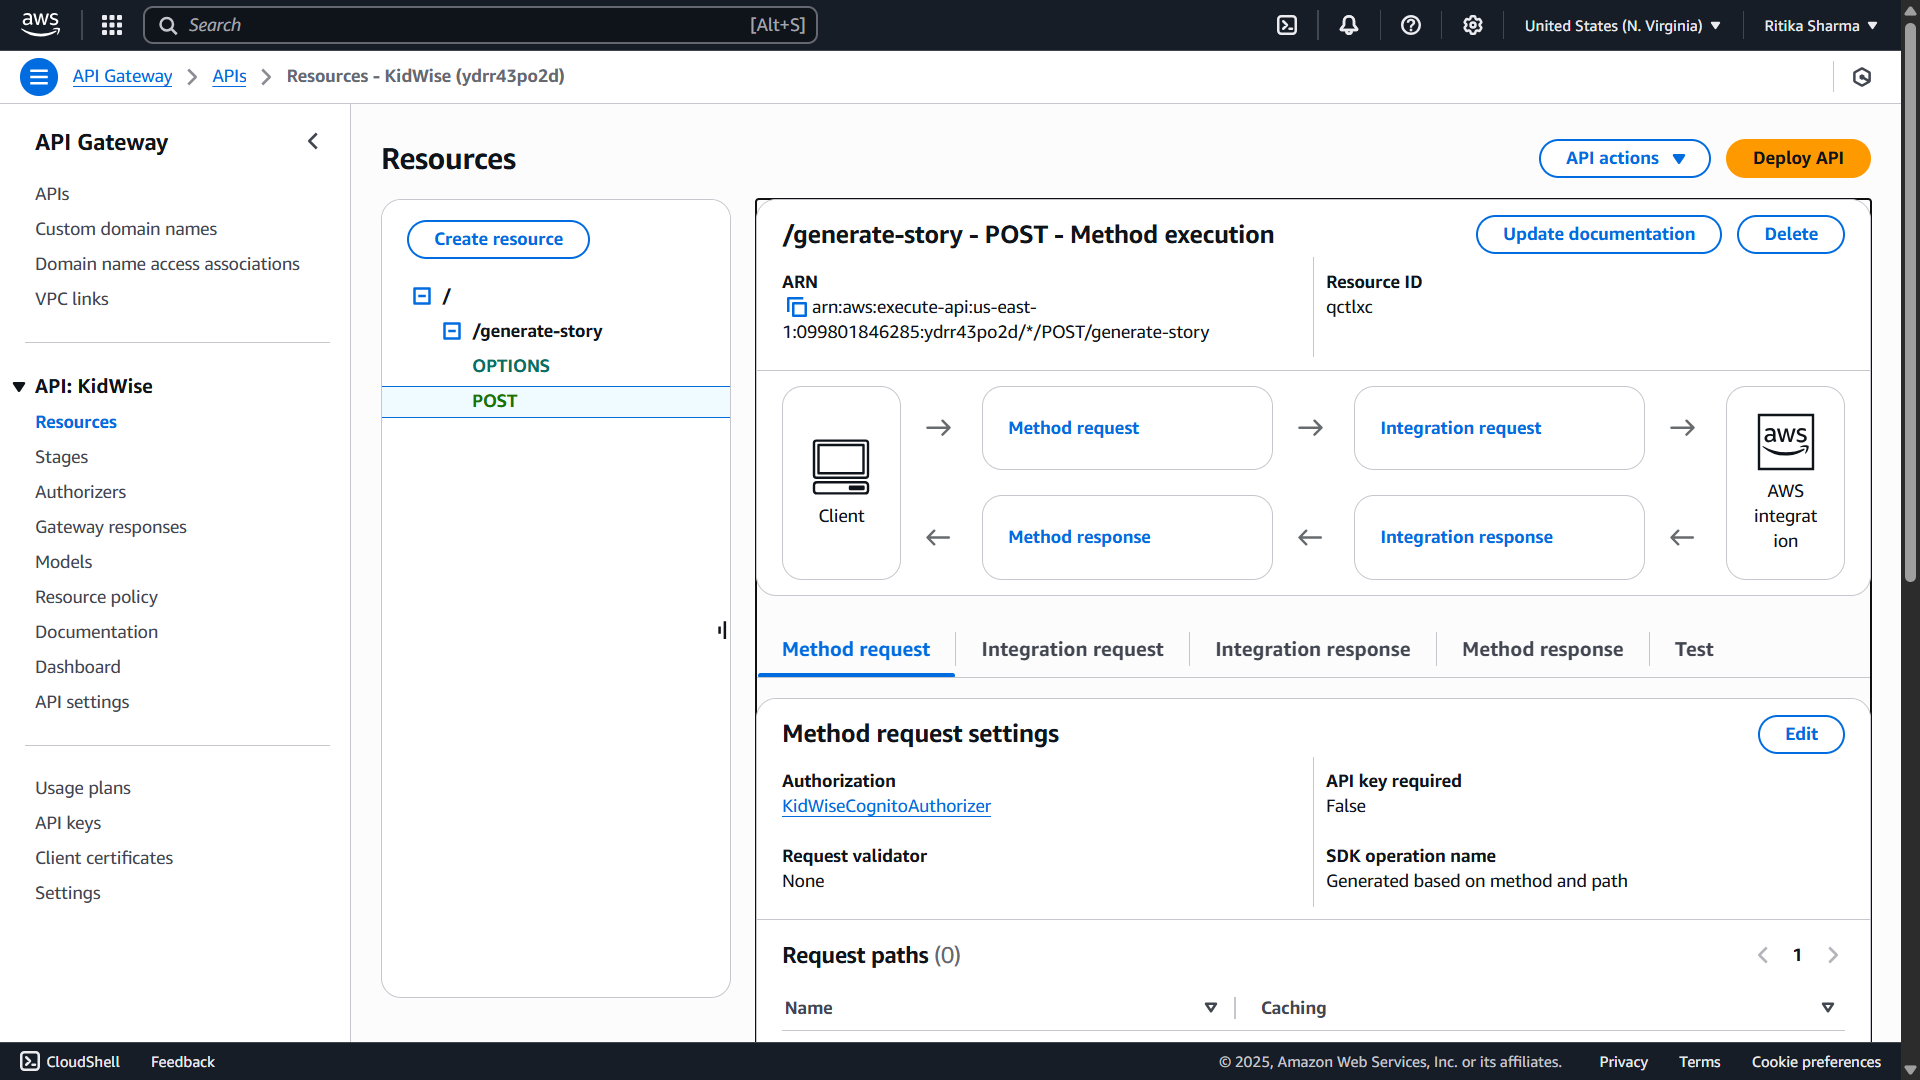 aws
Search
[Alt+S]
United States (N. Virginia)
Ritika Sharma
API Gateway
APIs
Resources - KidWise (ydrr43po2d)
API Gateway
APIs
Custom domain names
Domain name access associations
VPC links
API: KidWise
Resources
Stages
Authorizers
Gateway responses
Models
Resource policy
Documentation
Dashboard
API settings
Usage plans
API keys
Client certificates
Settings
Resources
API actions
Deploy API
Create resource
/
/generate-story
OPTIONS
POST
/generate-story - POST - Method execution
Update documentation
Delete
ARN
arn:aws:execute-api:us-east-
1:099801846285:ydrr43po2d/*/POST/generate-story
Resource ID
qctlxc
Client
Method request
Integration request
Method response
Integration response
aws
AWS
integrat
ion
Method request
Integration request
Integration response
Method response
Test
Method request settings
Edit
Authorization
KidWiseCognitoAuthorizer
API key required
False
Request validator
None
SDK operation name
Generated based on method and path
Request paths (0)
1
Name
Caching
CloudShell
Feedback
© 2025, Amazon Web Services, Inc. or its affiliates.
Privacy
Terms
Cookie preferences